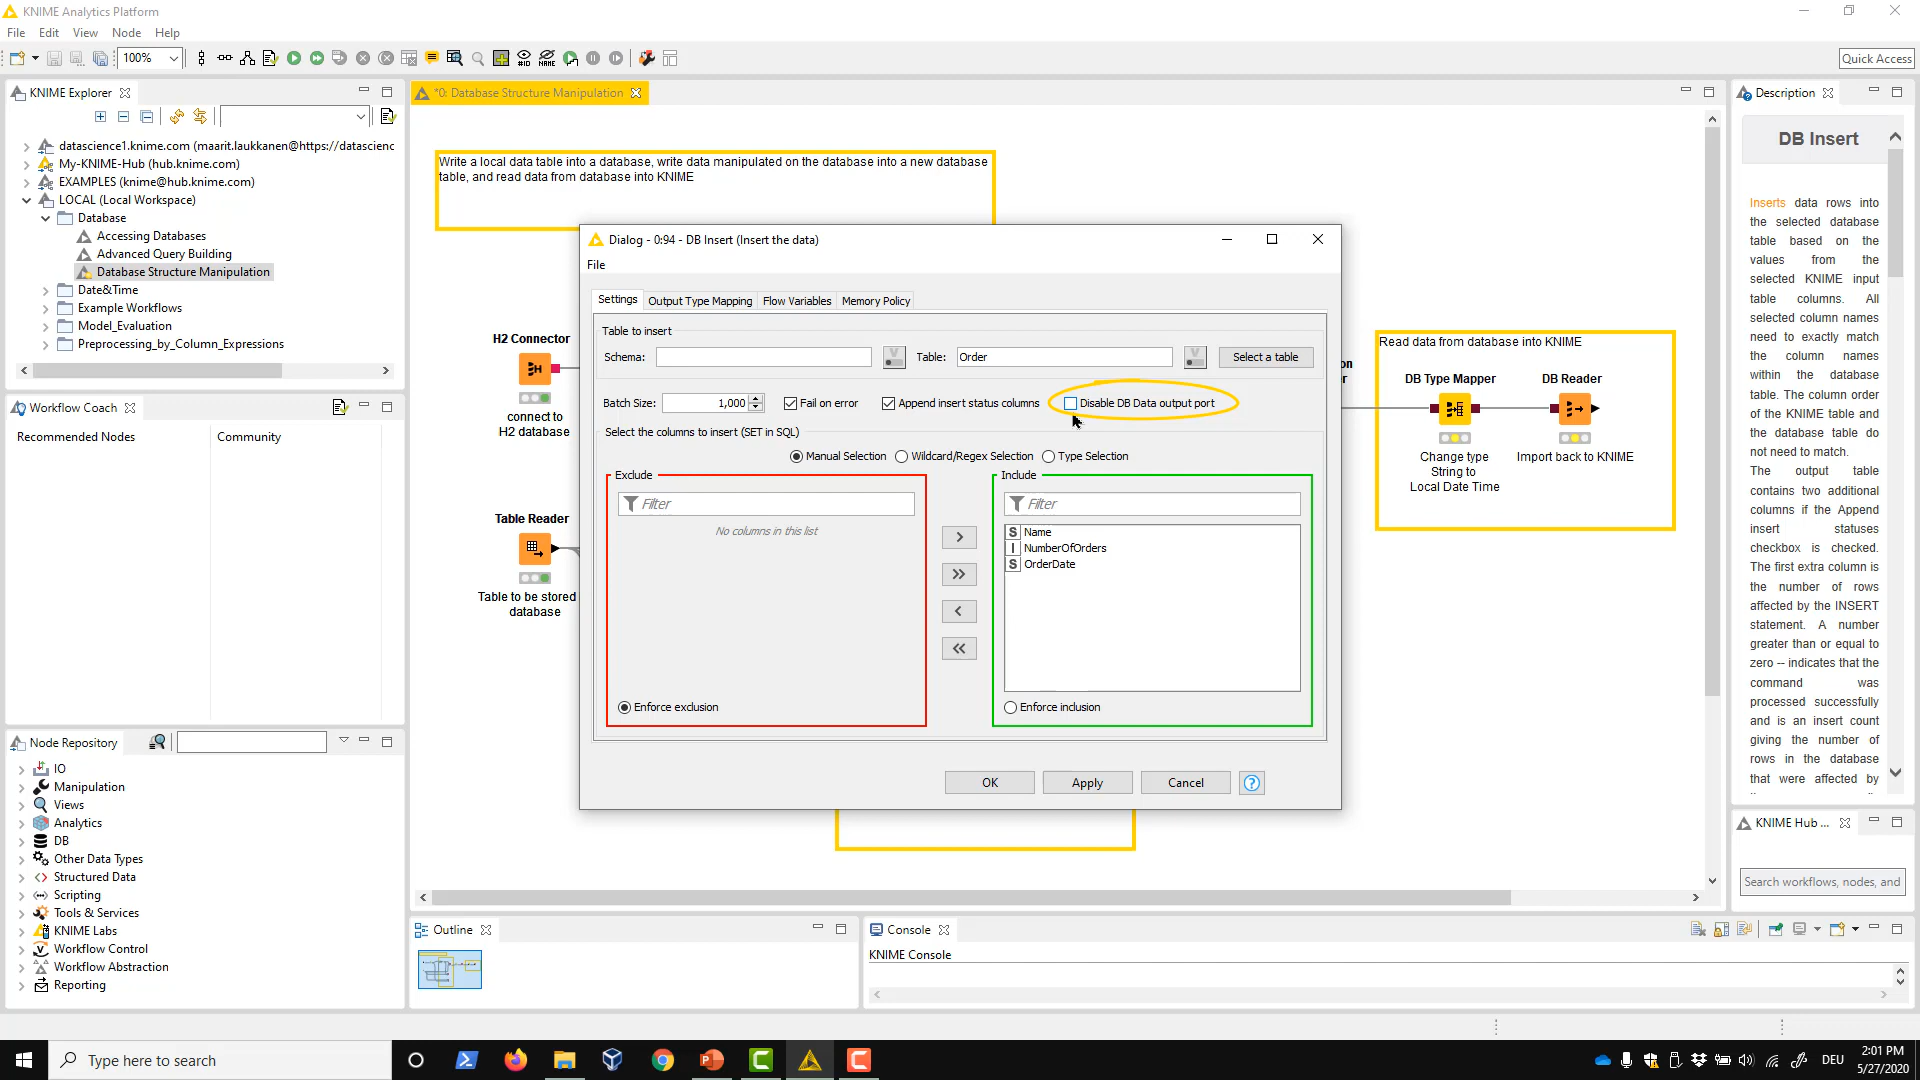 KNIME Analytics Platform
File Edit View Node Help
100%
Quick Access
KNIME Explorer
datascience1.knime.com (maarit.laukkanen@https://datascienc
My-KNIME-Hub (hub.knime.com)
EXAMPLES (knime@hub.knime.com)
LOCAL (Local Workspace)
Database
Accessing Databases
Advanced Query Building
Database Structure Manipulation
Date&Time
Example Workflows
Model_Evaluation
Preprocessing_by_Column_Expressions
Workflow Coach
Recommended Nodes
Community
Node Repository
IO
Manipulation
Views
Analytics
DB
Other Data Types
Structured Data
Scripting
Tools & Services
KNIME Labs
Workflow Control
Workflow Abstraction
Reporting
*0: Database Structure Manipulation
Write a local data table into a database, write data manipulated on the database into a new database
table, and read data from database into KNIME
H2 Connector
connect to
H2 database
Table Reader
Table to be stored
database
Dialog - 0:94 - DB Insert (Insert the data)
File
Settings Output Type Mapping Flow Variables Memory Policy
Table to insert
Schema:
Table: Order
Select a table
Batch Size: 1,000
Fail on error
Append insert status columns
Disable DB Data output port
Select the columns to insert (SET in SQL)
Manual Selection Wildcard/Regex Selection Type Selection
Exclude
Filter
No columns in this list
Enforce exclusion
Include
Filter
S Name
I NumberOfOrders
S OrderDate
Enforce inclusion
OK Apply Cancel
on
r
Read data from database into KNIME
DB Type Mapper
Change type
String to
Local Date Time
DB Reader
Import back to KNIME
Outline
Console
KNIME Console
Description
DB Insert
Inserts data rows into
the selected database
table based on the
values from the
selected KNIME input
table columns. All
selected column names
need to exactly match
the column names
within the database
table. The column order
of the KNIME table and
the database table do
not need to match.
The output table
contains two additional
columns if the Append
insert statuses
checkbox is checked.
The first extra column is
the number of rows
affected by the INSERT
statement. A number
greater than or equal to
zero -- indicates that the
command was
processed successfully
and is an insert count
giving the number of
rows in the database
that were affected by
KNIME Hub ...
Search workflows, nodes, and
Type here to search
DEU
2:01 PM
5/27/2020